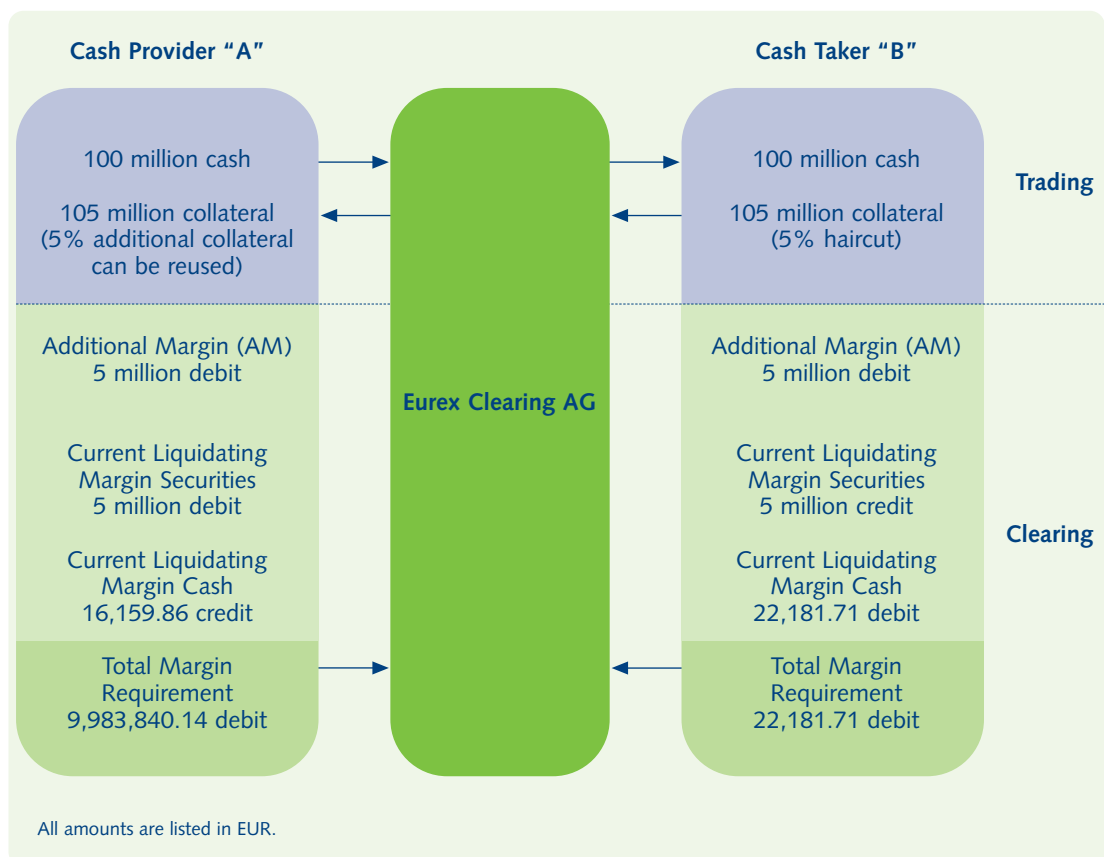 Cash Provider “A”
100 million cash
105 million collateral
(5% additional collateral
can be reused)
Additional Margin (AM)
5 million debit
Current Liquidating
Margin Securities
5 million debit
Current Liquidating
Margin Cash
16,159.86 credit
Total Margin
Requirement
9,983,840.14 debit
Eurex Clearing AG
Cash Taker “B”
100 million cash
105 million collateral
(5% haircut)
Additional Margin (AM)
5 million debit
Current Liquidating
Margin Securities
5 million credit
Current Liquidating
Margin Cash
22,181.71 debit
Total Margin
Requirement
22,181.71 debit
Trading
Clearing
All amounts are listed in EUR.